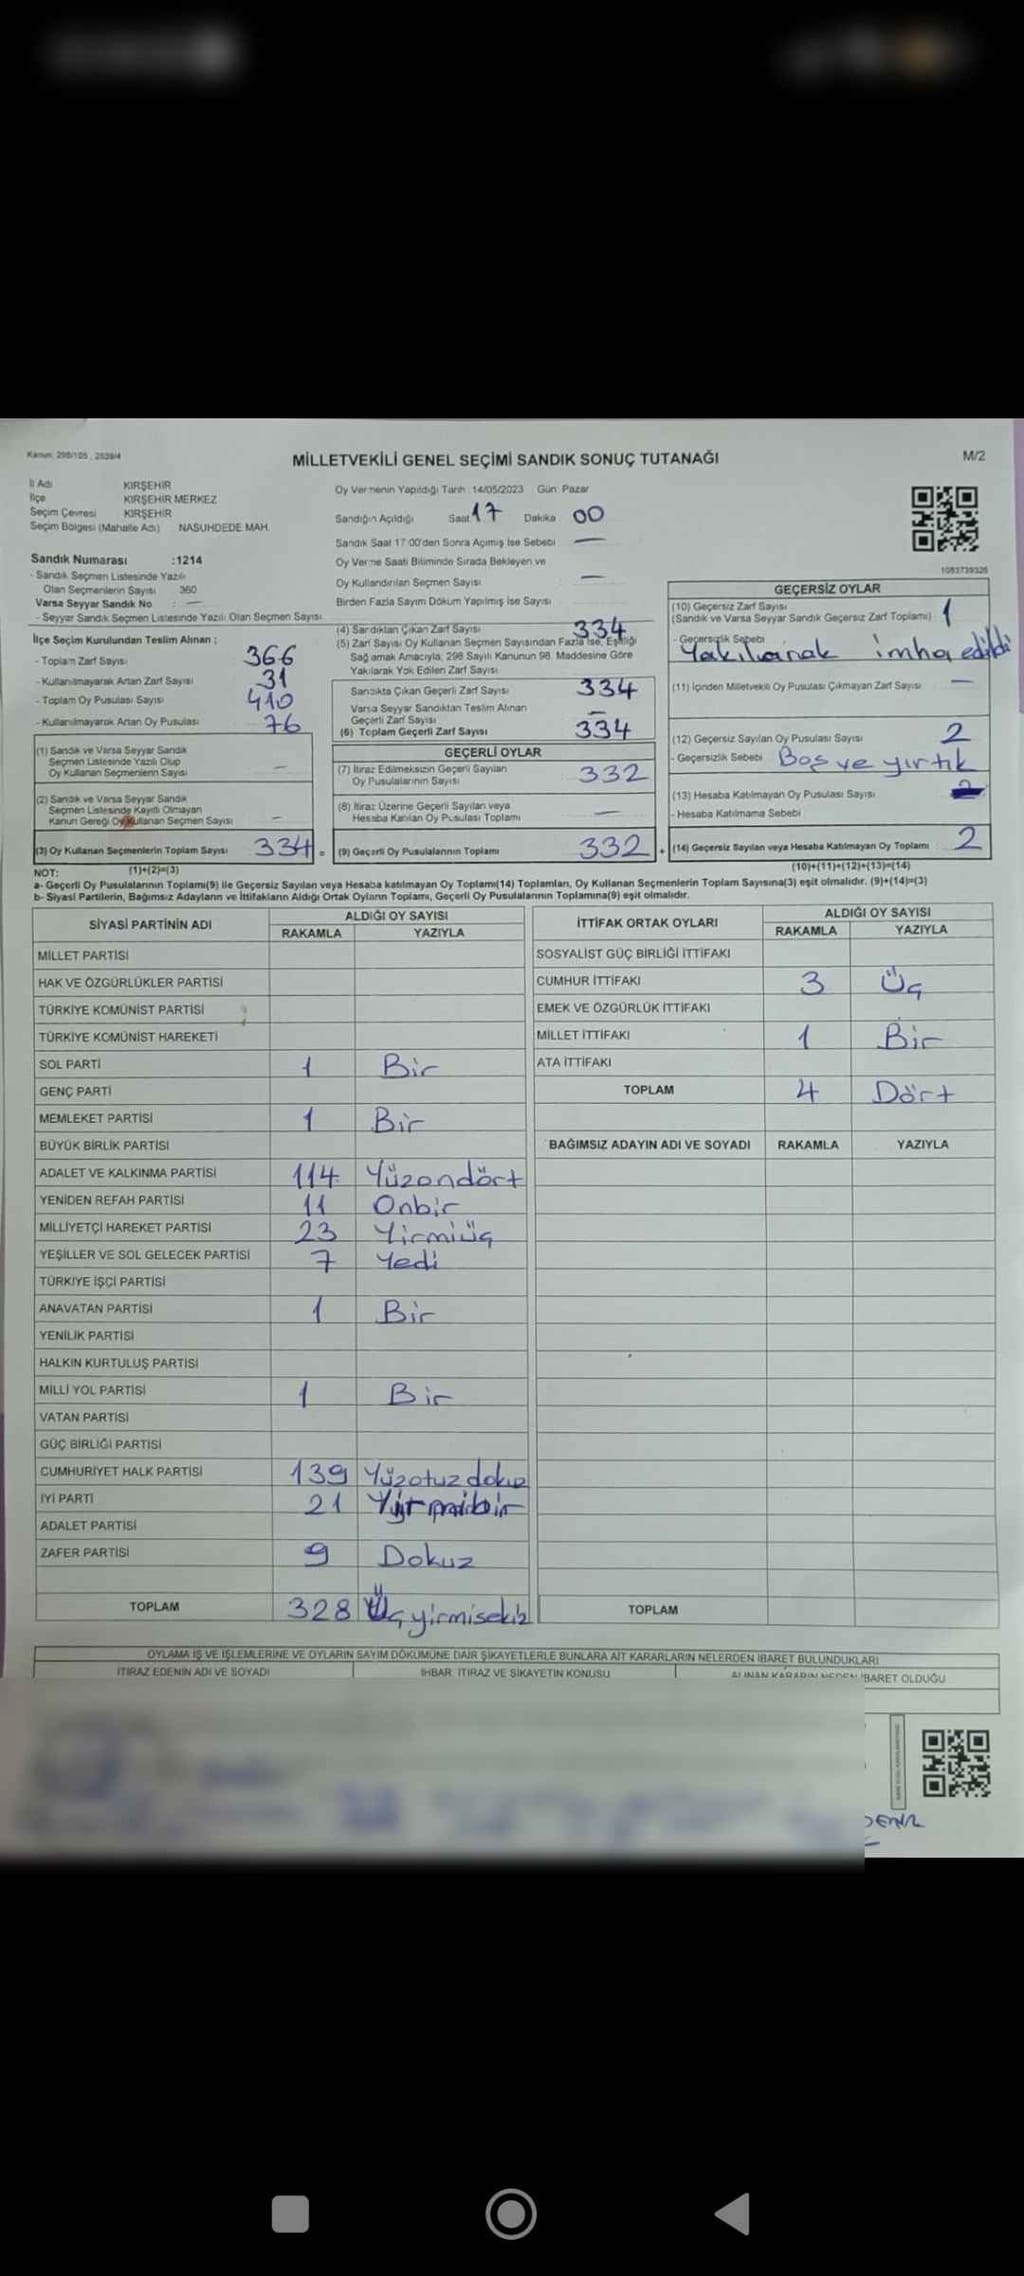 Kanun: 298/105, 2839/4
MİLLETVEKİLİ GENEL SEÇİMİ SANDIK SONUÇ TUTANAĞI
M/2
İl Adı KIRŞEHİR
İlçe KIRŞEHİR MERKEZ
Seçim Çevresi KIRŞEHİR
Seçim Bölgesi (Mahalle Adı) NASUHDEDE MAH.
Oy Vermenin Yapıldığı Tarih : 14/05/2023 Gün: Pazar
Sandığın Açıldığı Saat 17 Dakika 00
Sandık Saat 17:00'den Sonra Açılmış İse Sebebi —
Oy Verme Saati Bitiminde Sırada Bekleyen ve
Oy Kullandırılan Seçmen Sayısı —
Birden Fazla Sayım Döküm Yapılmış İse Sayısı
1053739325
Sandık Numarası :1214
- Sandık Seçmen Listesinde Yazılı
Olan Seçmenlerin Sayısı 360
Varsa Seyyar Sandık No : —
- Seyyar Sandık Seçmen Listesinde Yazılı Olan Seçmen Sayısı
İlçe Seçim Kurulundan Teslim Alınan ;
- Toplam Zarf Sayısı 366
- Kullanılmayarak Artan Zarf Sayısı 31
- Toplam Oy Pusulası Sayısı 410
- Kullanılmayarak Artan Oy Pusulası 76
(1) Sandık ve Varsa Seyyar Sandık
Seçmen Listesinde Yazılı Olup
Oy Kullanan Seçmenlerin Sayısı —
(2) Sandık ve Varsa Seyyar Sandık
Seçmen Listesinde Kayıtlı Olmayan
Kanun Gereği Oy Kullanan Seçmen Sayısı —
(3) Oy Kullanan Seçmenlerin Toplam Sayısı 334 =
(4) Sandıktan Çıkan Zarf Sayısı 334
(5) Zarf Sayısı Oy Kullanan Seçmen Sayısından Fazla İse, Eşitliği
Sağlamak Amacıyla, 298 Sayılı Kanunun 98. Maddesine Göre
Yakılarak Yok Edilen Zarf Sayısı
Sandıkta Çıkan Geçerli Zarf Sayısı 334
Varsa Seyyar Sandıktan Teslim Alınan
Geçerli Zarf Sayısı —
(6) Toplam Geçerli Zarf Sayısı 334
GEÇERLİ OYLAR
(7) İtiraz Edilmeksizin Geçerli Sayılan
Oy Pusulalarının Sayısı 332
(8) İtiraz Üzerine Geçerli Sayılan veya
Hesaba Katılan Oy Pusulası Toplamı —
(9) Geçerli Oy Pusulalarının Toplamı 332 +
GEÇERSİZ OYLAR
(10) Geçersiz Zarf Sayısı
(Sandık ve Varsa Seyyar Sandık Geçersiz Zarf Toplamı) 1
- Geçersizlik Sebebi Yakılarak imha edildi
(11) İçinden Milletvekili Oy Pusulası Çıkmayan Zarf Sayısı —
(12) Geçersiz Sayılan Oy Pusulası Sayısı 2
- Geçersizlik Sebebi Boş ve yırtık
(13) Hesaba Katılmayan Oy Pusulası Sayısı
- Hesaba Katılmama Sebebi
(14) Geçersiz Sayılan veya Hesaba Katılmayan Oy Toplamı 2
NOT: (1)+(2)=(3)
(10)+(11)+(12)+(13)=(14)
a- Geçerli Oy Pusulalarının Toplamı(9) ile Geçersiz Sayılan veya Hesaba katılmayan Oy Toplamı(14) Toplamları, Oy Kullanan Seçmenlerin Toplam Sayısına(3) eşit olmalıdır. (9)+(14)=(3)
b- Siyasi Partilerin, Bağımsız Adayların ve İttifakların Aldığı Ortak Oyların Toplamı, Geçerli Oy Pusulalarının Toplamına(9) eşit olmalıdır.
SİYASİ PARTİNİN ADI ALDIĞI OY SAYISI
RAKAMLA YAZIYLA
MİLLET PARTİSİ
HAK VE ÖZGÜRLÜKLER PARTİSİ
TÜRKİYE KOMÜNİST PARTİSİ
TÜRKİYE KOMÜNİST HAREKETİ
SOL PARTİ 1 Bir
GENÇ PARTİ
MEMLEKET PARTİSİ 1 Bir
BÜYÜK BİRLİK PARTİSİ
ADALET VE KALKINMA PARTİSİ 114 Yüzondört
YENİDEN REFAH PARTİSİ 11 Onbir
MİLLİYETÇİ HAREKET PARTİSİ 23 Yirmiüç
YEŞİLLER VE SOL GELECEK PARTİSİ 7 Yedi
TÜRKİYE İŞÇİ PARTİSİ
ANAVATAN PARTİSİ 1 Bir
YENİLİK PARTİSİ
HALKIN KURTULUŞ PARTİSİ
MİLLİ YOL PARTİSİ 1 Bir
VATAN PARTİSİ
GÜÇ BİRLİĞİ PARTİSİ
CUMHURİYET HALK PARTİSİ 139 Yüzotuzdokuz
İYİ PARTİ 21
ADALET PARTİSİ
ZAFER PARTİSİ 9 Dokuz
TOPLAM 328 Üçyirmisekiz
İTTİFAK ORTAK OYLARI ALDIĞI OY SAYISI
RAKAMLA YAZIYLA
SOSYALİST GÜÇ BİRLİĞİ İTTİFAKI
CUMHUR İTTİFAKI 3 Üç
EMEK VE ÖZGÜRLÜK İTTİFAKI
MİLLET İTTİFAKI 1 Bir
ATA İTTİFAKI
TOPLAM 4 Dört
BAĞIMSIZ ADAYIN ADI VE SOYADI RAKAMLA YAZIYLA
TOPLAM
OYLAMA İŞ VE İŞLEMLERİNE VE OYLARIN SAYIM DÖKÜMÜNE DAİR ŞİKAYETLERLE BUNLARA AİT KARARLARIN NELERDEN İBARET BULUNDUKLARI
İTİRAZ EDENİN ADI VE SOYADI İHBAR, İTİRAZ VE ŞİKAYETİN KONUSU ALINAN KARARIN NEDEN İBARET OLDUĞU